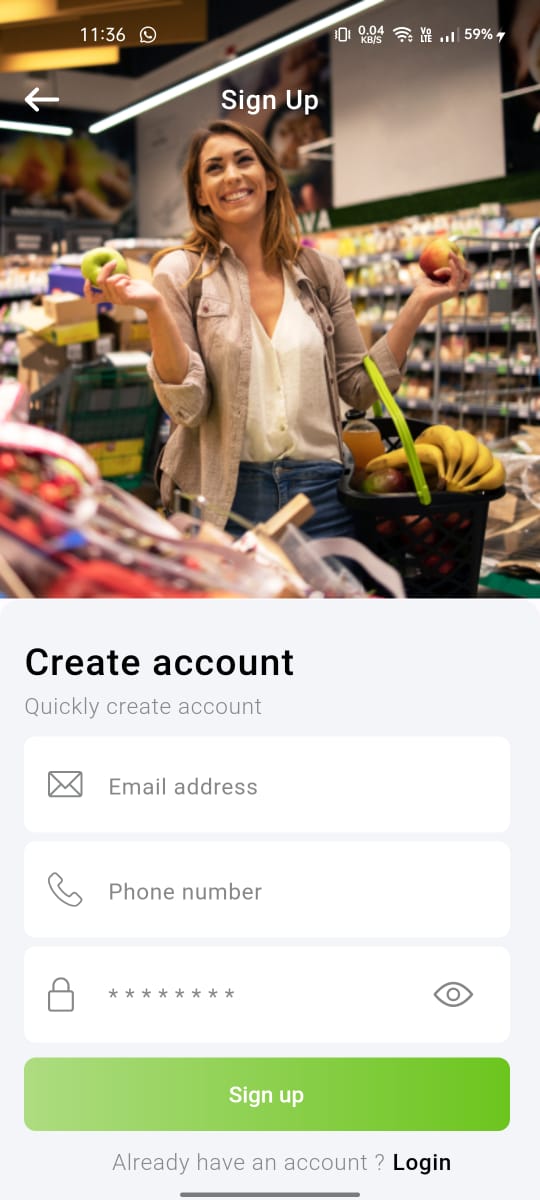 11:36
0.04 KB/S
Vo LTE
59%
Sign Up
Create account
Quickly create account
Email address
Phone number
* * * * * * * *
Sign up
Already have an account ? Login